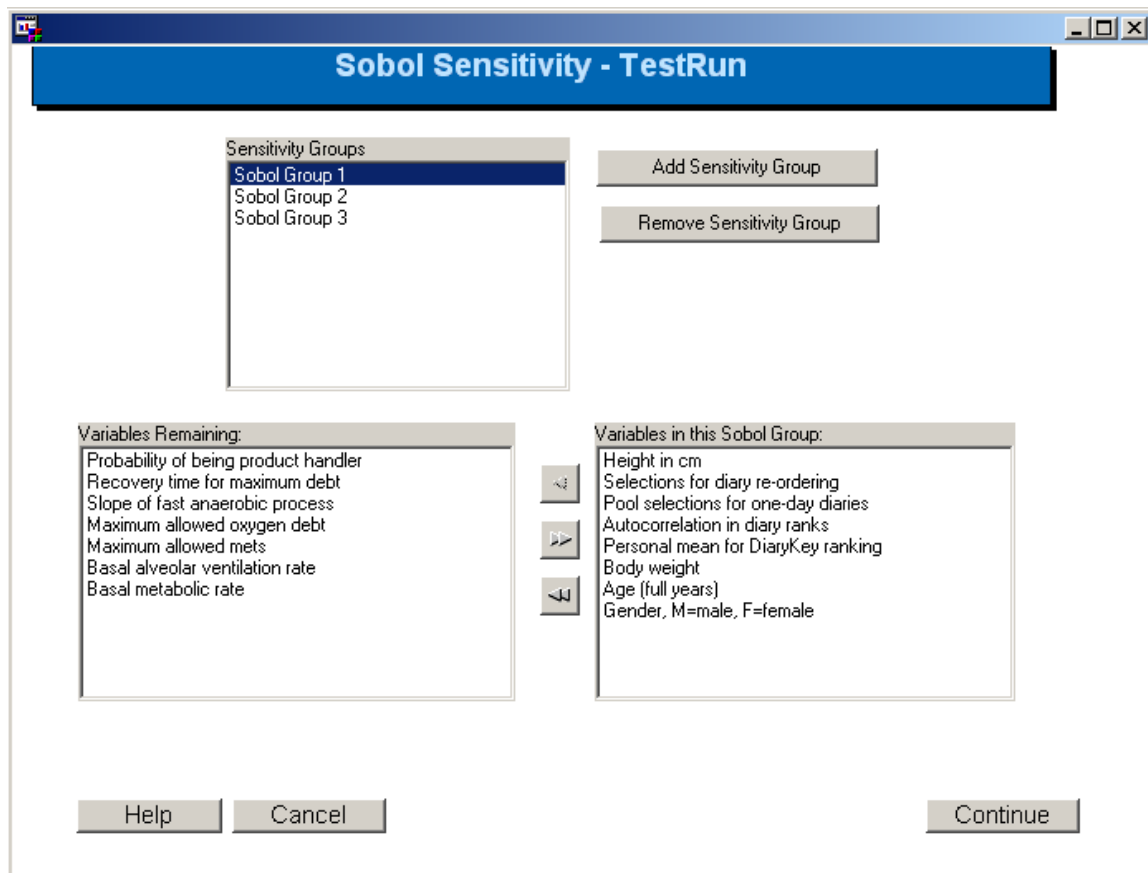 Sobol Sensitivity - TestRun
Sensitivity Groups
Sobol Group 1
Sobol Group 2
Sobol Group 3
Add Sensitivity Group
Remove Sensitivity Group
Variables Remaining:
Probability of being product handler
Recovery time for maximum debt
Slope of fast anaerobic process
Maximum allowed oxygen debt
Maximum allowed mets
Basal alveolar ventilation rate
Basal metabolic rate
Variables in this Sobol Group:
Height in cm
Selections for diary re-ordering
Pool selections for one-day diaries
Autocorrelation in diary ranks
Personal mean for DiaryKey ranking
Body weight
Age (full years)
Gender, M=male, F=female
Help
Cancel
Continue